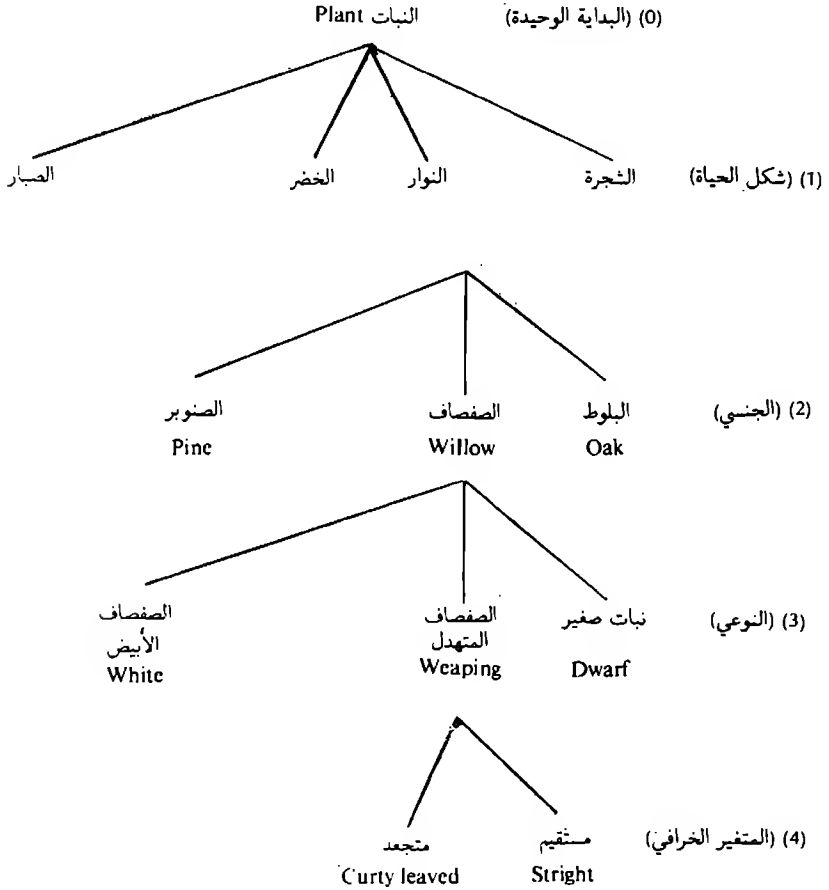 (0) (البداية الوحيدة) النبات Plant
(1) (شكل الحياة) الشجرة النوار الخضر الصبار
(2) (الجنسي) البلوط الصفصاف الصنوبر
Oak Willow Pine
(3) (النوعي) نبات صغير الصفصاف الصفصاف
المتهدل الأبيض
Dwarf Weaping White
(4) (المتغير الخرافي) مستقيم متجعد
Stright Curty leaved